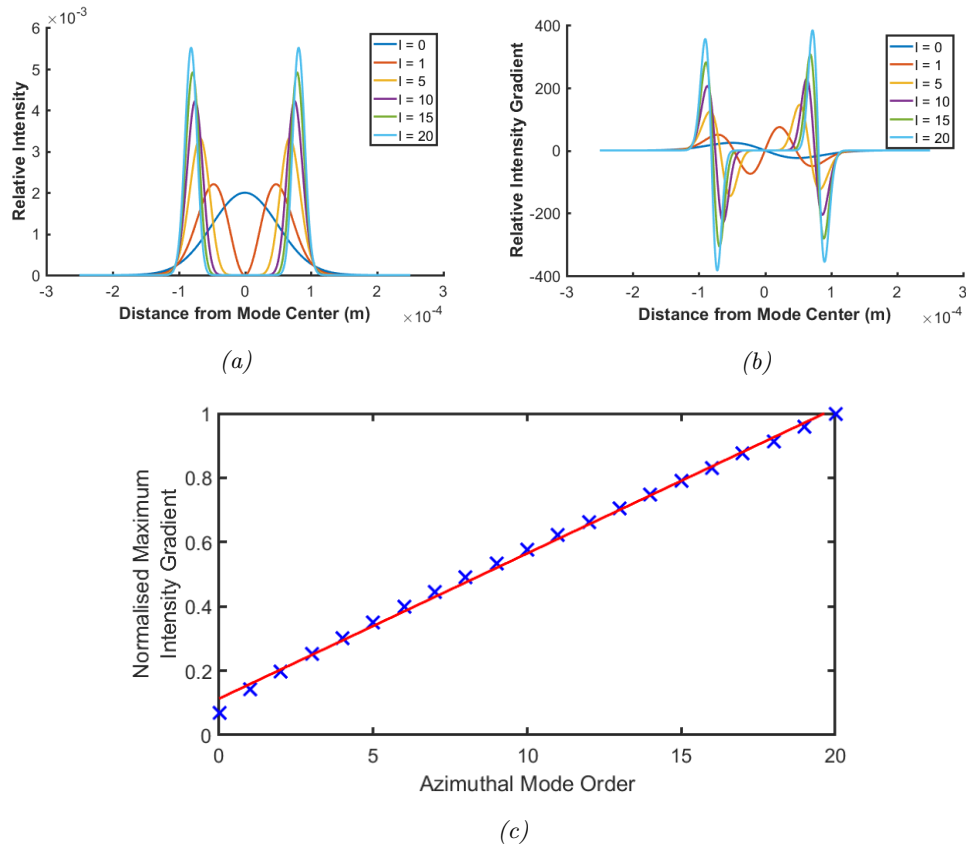 ×10⁻³
Relative Intensity
6
5
4
3
2
1
0
l = 0
l = 1
l = 5
l = 10
l = 15
l = 20
-3 -2 -1 0 1 2 3
Distance from Mode Center (m) ×10⁻⁴
(a)
Relative Intensity Gradient
400
200
0
-200
-400
l = 0
l = 1
l = 5
l = 10
l = 15
l = 20
-3 -2 -1 0 1 2 3
Distance from Mode Center (m) ×10⁻⁴
(b)
Normalised Maximum
Intensity Gradient
1
0.8
0.6
0.4
0.2
0
0 5 10 15 20
Azimuthal Mode Order
(c)